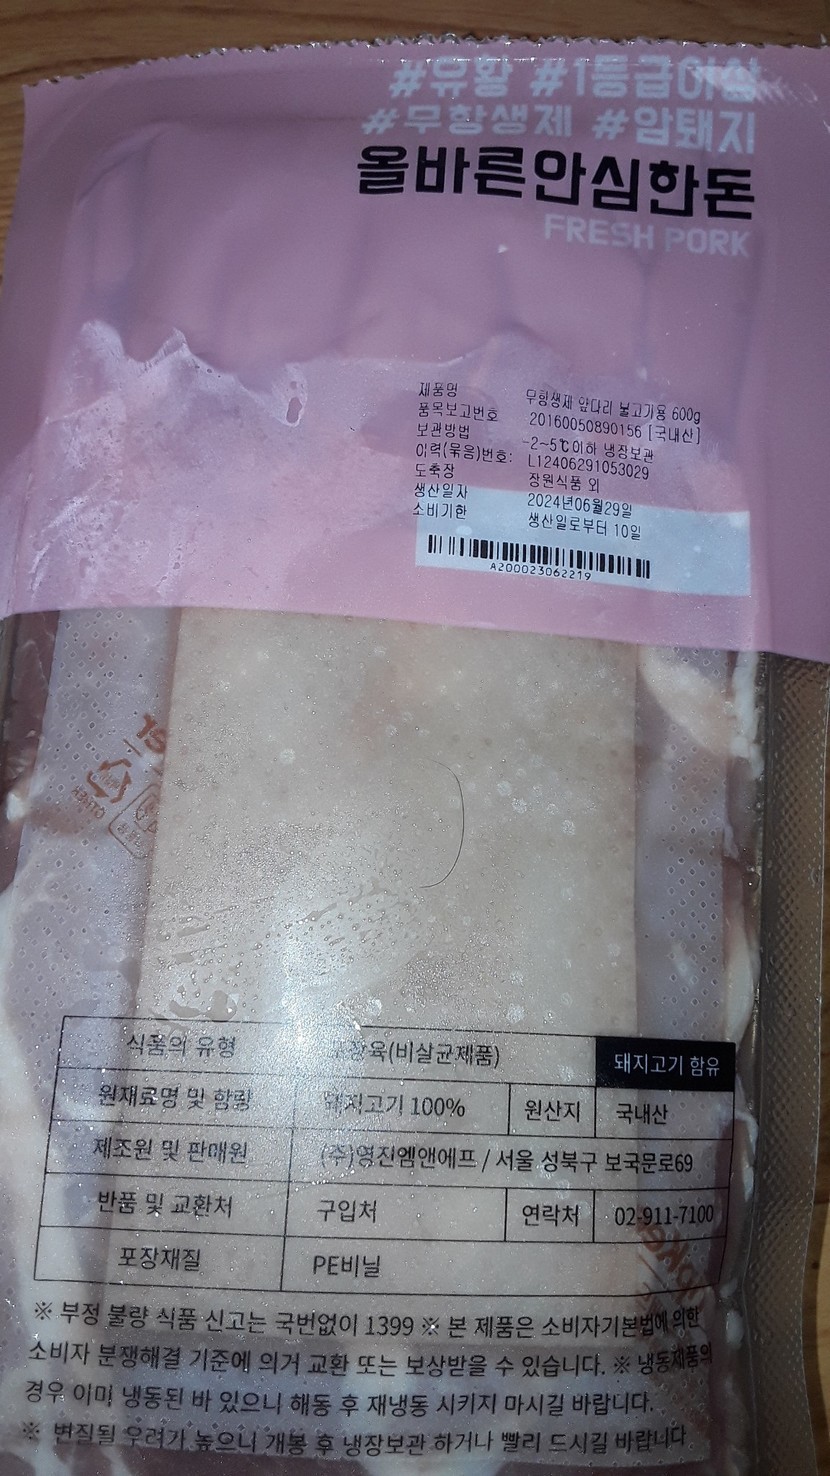 #유황 #1등급이상
#무항생제 #암퇘지
올바른안심한돈
FRESH PORK
제품명 무항생제 앞다리 불고기용 600g
품목보고번호 20160050890156 [국내산]
보관방법 -2~5℃이하 냉장보관
이력(묶음)번호: L12406291053029
도축장 장원식품 외
생산일자 2024년06월29일
소비기한 생산일로부터 10일
A200023062219
식품의 유형 포장육(비살균제품) 돼지고기 함유
원재료명 및 함량 돼지고기 100% 원산지 국내산
제조원 및 판매원 (주)영진엠앤에프 / 서울 성북구 보국문로69
반품 및 교환처 구입처 연락처 02-911-7100
포장재질 PE비닐
※ 부정 불량 식품 신고는 국번없이 1399 ※ 본 제품은 소비자기본법에 의한
소비자 분쟁해결 기준에 의거 교환 또는 보상받을 수 있습니다. ※ 냉동제품의
경우 이미 냉동된 바 있으니 해동 후 재냉동 시키지 마시길 바랍니다.
※ 변질될 우려가 높으니 개봉 후 냉장보관 하거나 빨리 드시길 바랍니다